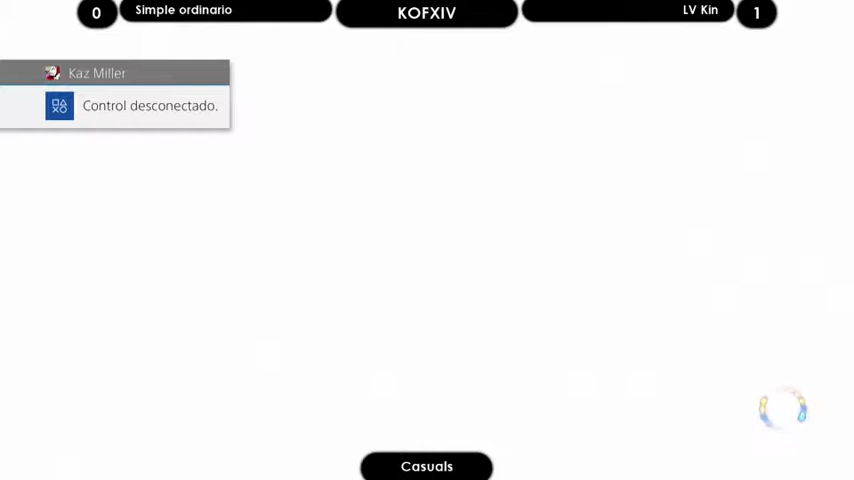 0 Simple ordinario KOFXIV LV Kin 1
Kaz Miller
Control desconectado.
Casuals